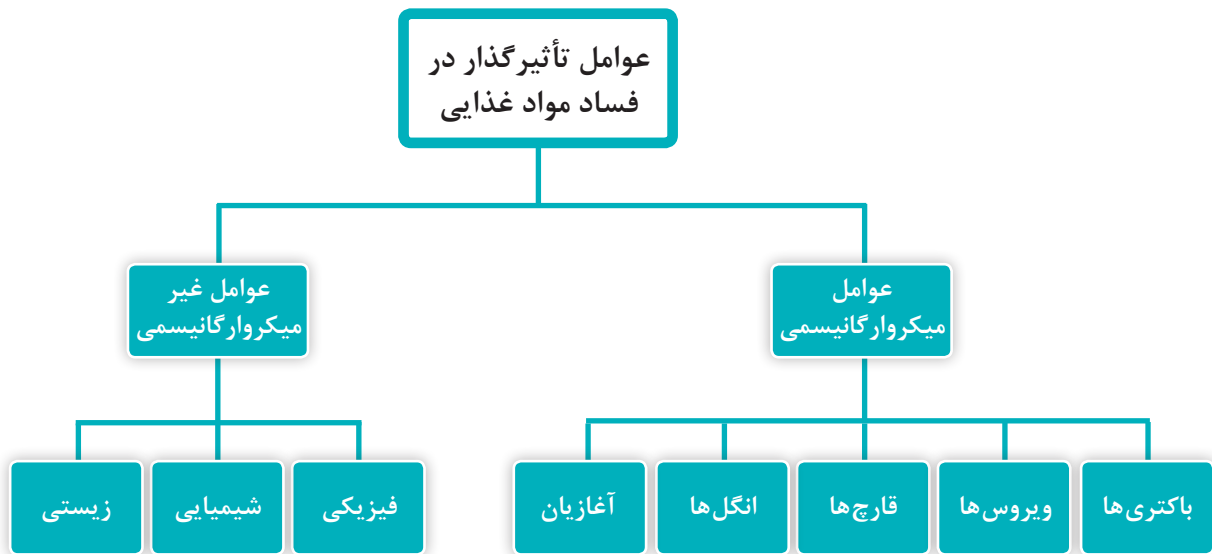 عوامل تأثیرگذار در
فساد مواد غذایی
عوامل
میکروارگانیسمی
عوامل غیر
میکروارگانیسمی
باکتری‌ها
ویروس‌ها
قارچ‌ها
انگل‌ها
آغازیان
فیزیکی
شیمیایی
زیستی